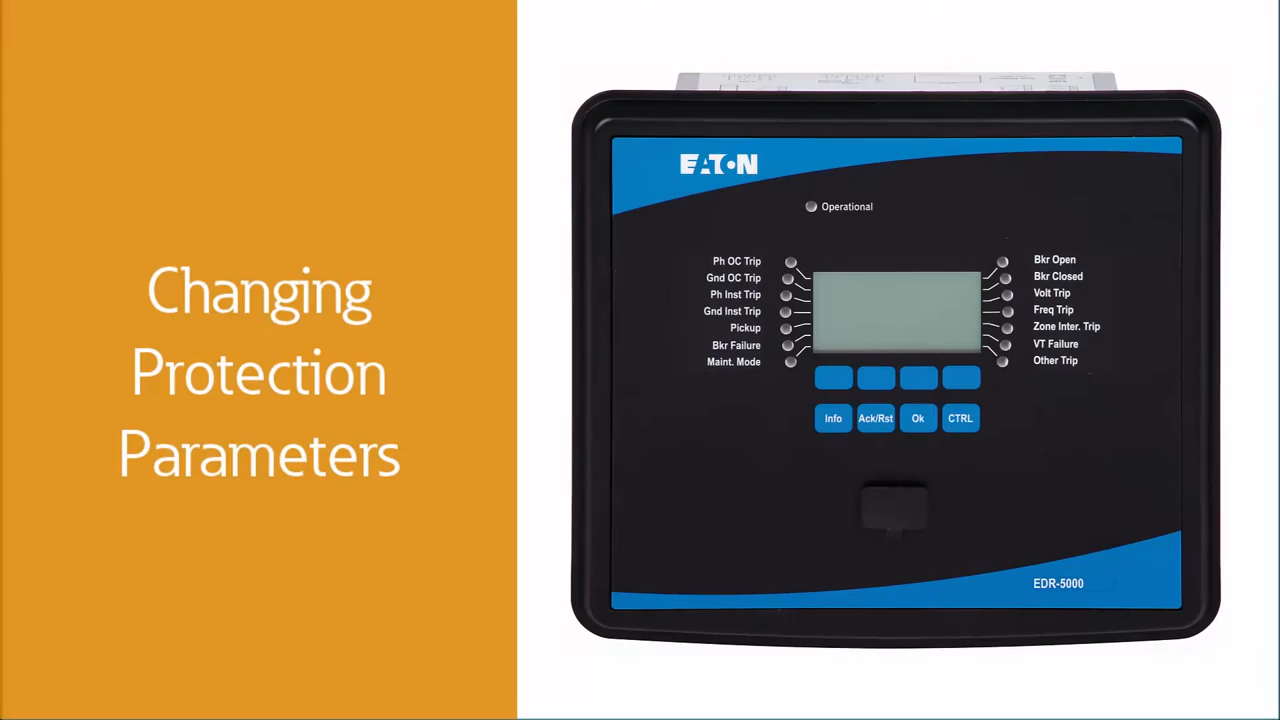 Changing
Protection
Parameters
EATON
Operational
Ph OC Trip
Gnd OC Trip
Ph Inst Trip
Gnd Inst Trip
Pickup
Bkr Failure
Maint. Mode
Bkr Open
Bkr Closed
Volt Trip
Freq Trip
Zone Inter. Trip
VT Failure
Other Trip
Info
Ack/Rst
Ok
CTRL
EDR-5000